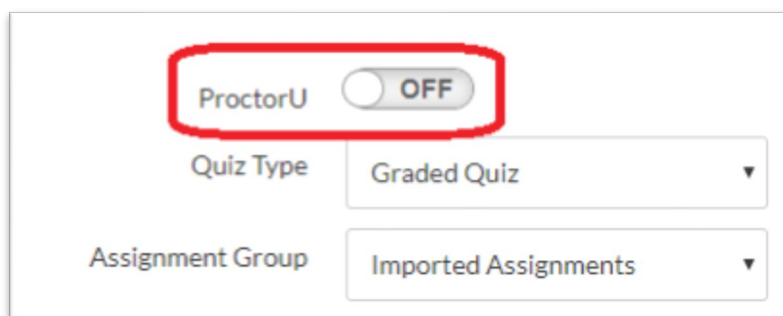 ProctorU OFF
Quiz Type Graded Quiz
Assignment Group Imported Assignments